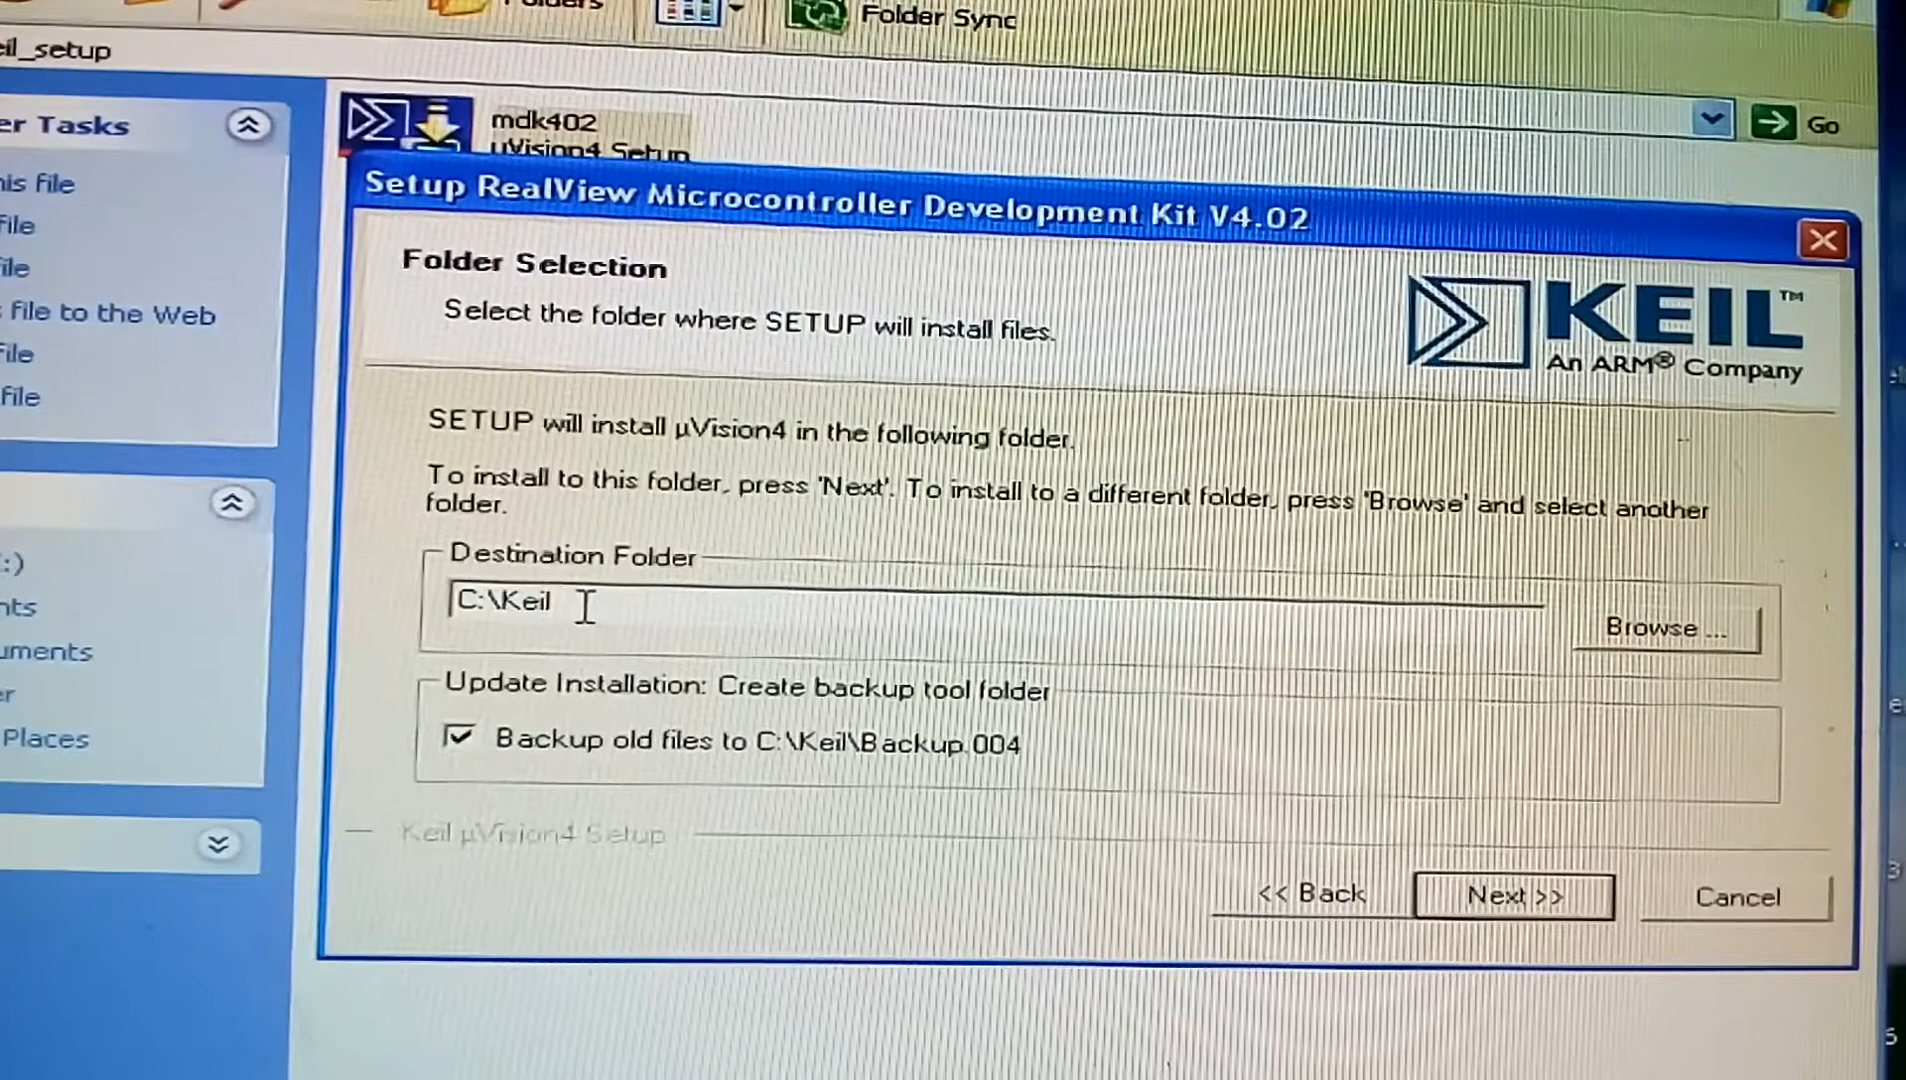 Folder Sync
eil_setup
er Tasks
his file
file
ile
file to the Web
file
file
:)
nts
uments
er
Places
mdk402
µVision4 Setup
Go
Setup RealView Microcontroller Development Kit V4.02
Folder Selection
Select the folder where SETUP will install files.
KEIL™
An ARM® Company
SETUP will install µVision4 in the following folder.
To install to this folder, press 'Next'. To install to a different folder, press 'Browse' and select another
folder.
Destination Folder
C:\Keil
Browse ...
Update Installation: Create backup tool folder
Backup old files to C:\Keil\Backup.004
Keil µVision4 Setup
<< Back
Next >>
Cancel